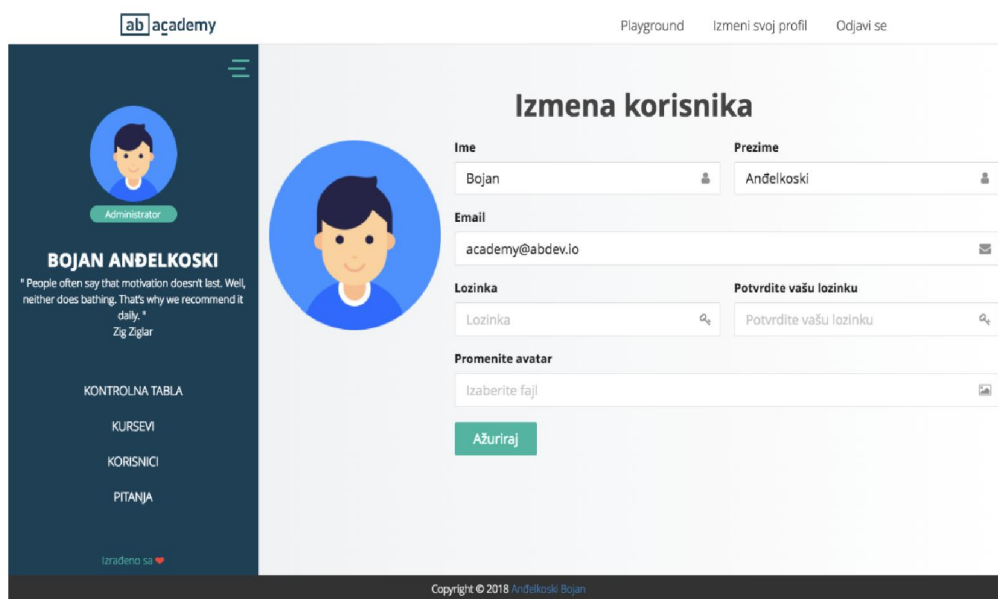 ab academy
Playground Izmeni svoj profil Odjavi se
Administrator
BOJAN ANĐELKOSKI
" People often say that motivation doesn't last. Well,
neither does bathing. That's why we recommend it
daily. "
Zig Ziglar
KONTROLNA TABLA
KURSEVI
KORISNICI
PITANJA
Izrađeno sa ❤
Izmena korisnika
Ime Prezime
Bojan Anđelkoski
Email
academy@abdev.io
Lozinka Potvrdite vašu lozinku
Lozinka Potvrdite vašu lozinku
Promenite avatar
Izaberite fajl
Ažuriraj
Copyright © 2018 Anđelkoski Bojan